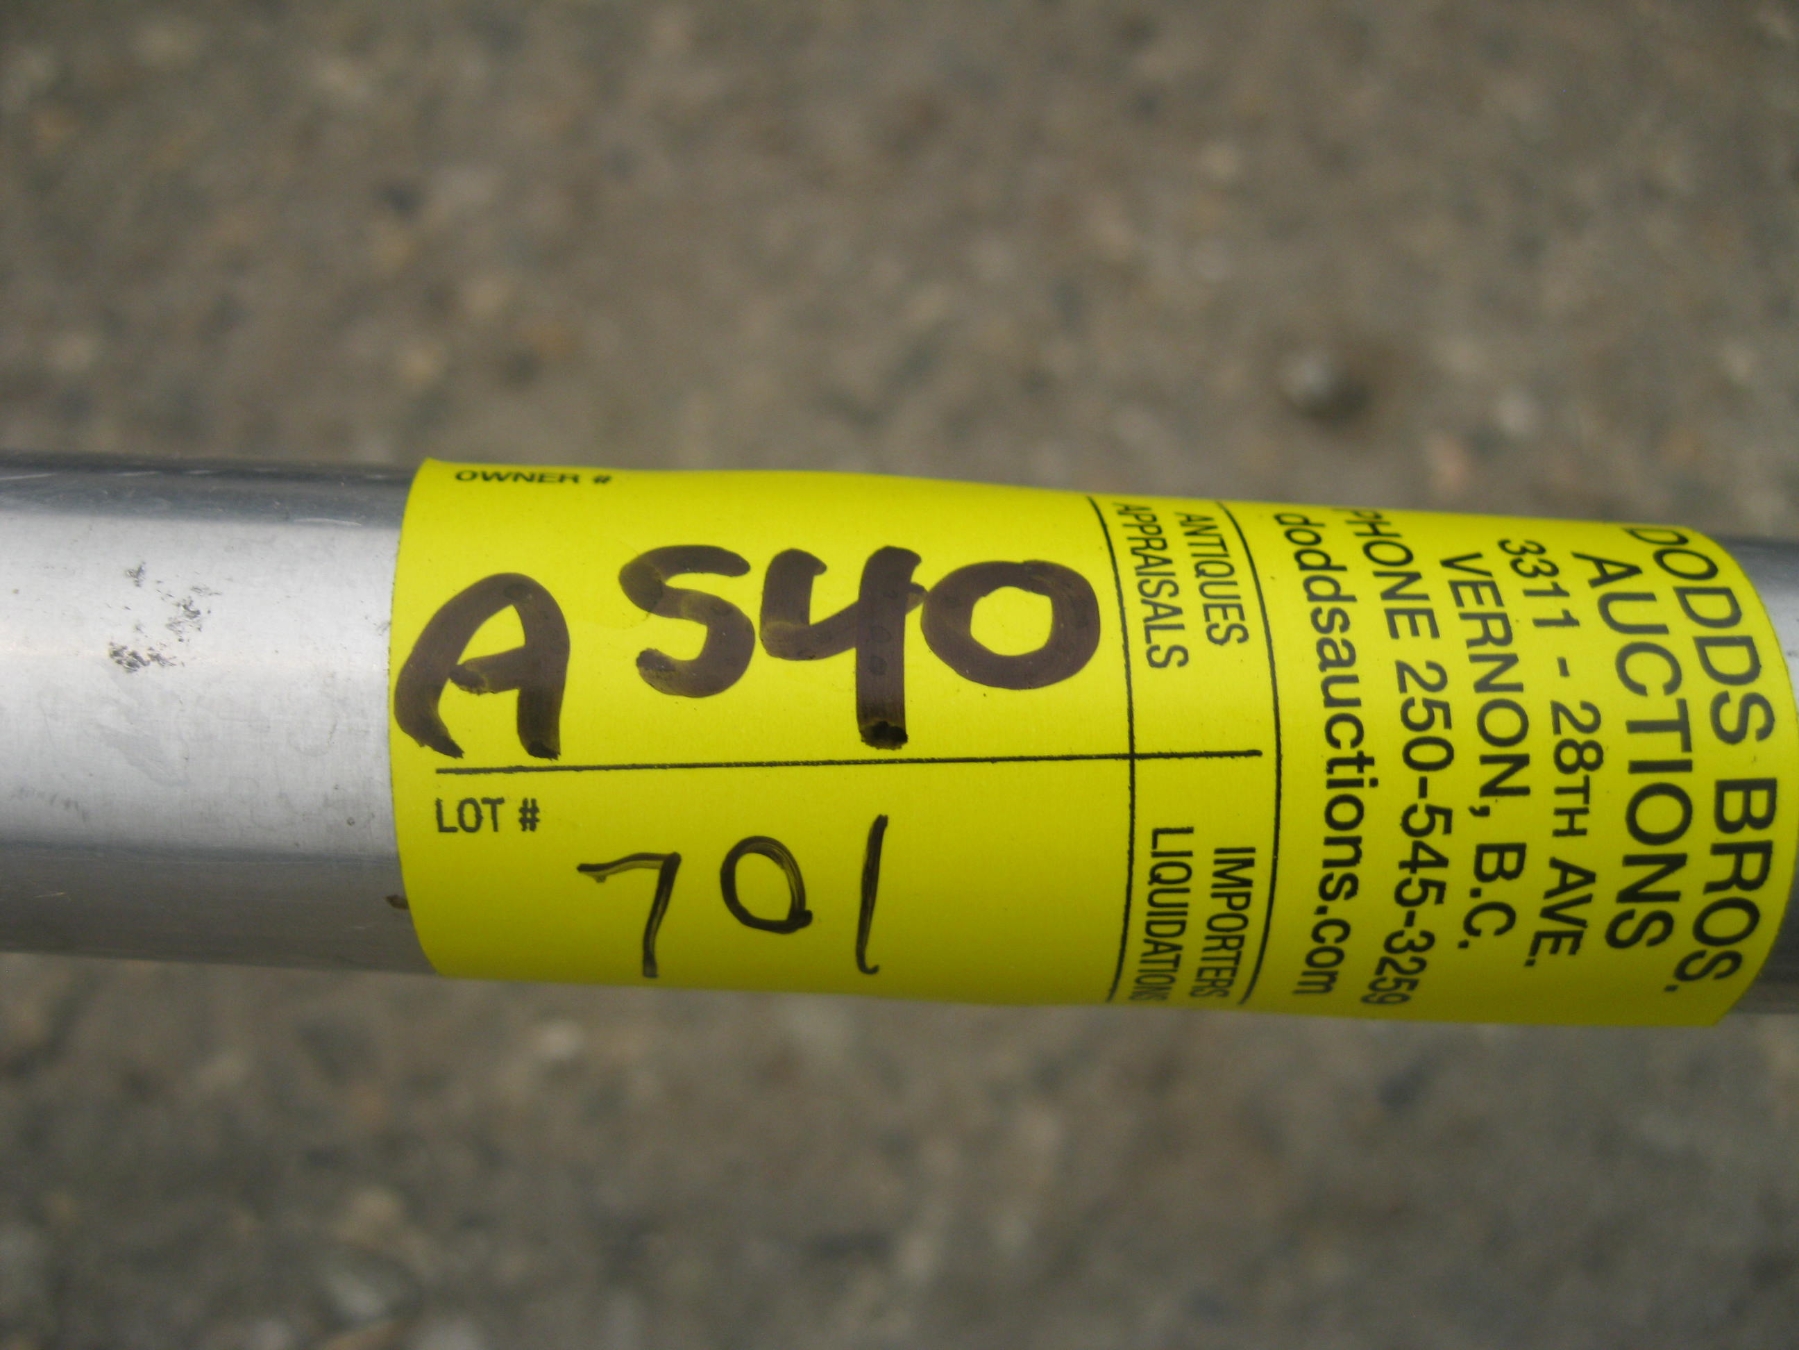 OWNER #
A 540
LOT #
701
ANTIQUES
APPRAISALS
IMPORTERS
LIQUIDATIONS
DODDS BROS.
AUCTIONS
3311 - 28TH AVE.
VERNON, B.C.
PHONE 250-545-3259
doddsauctions.com